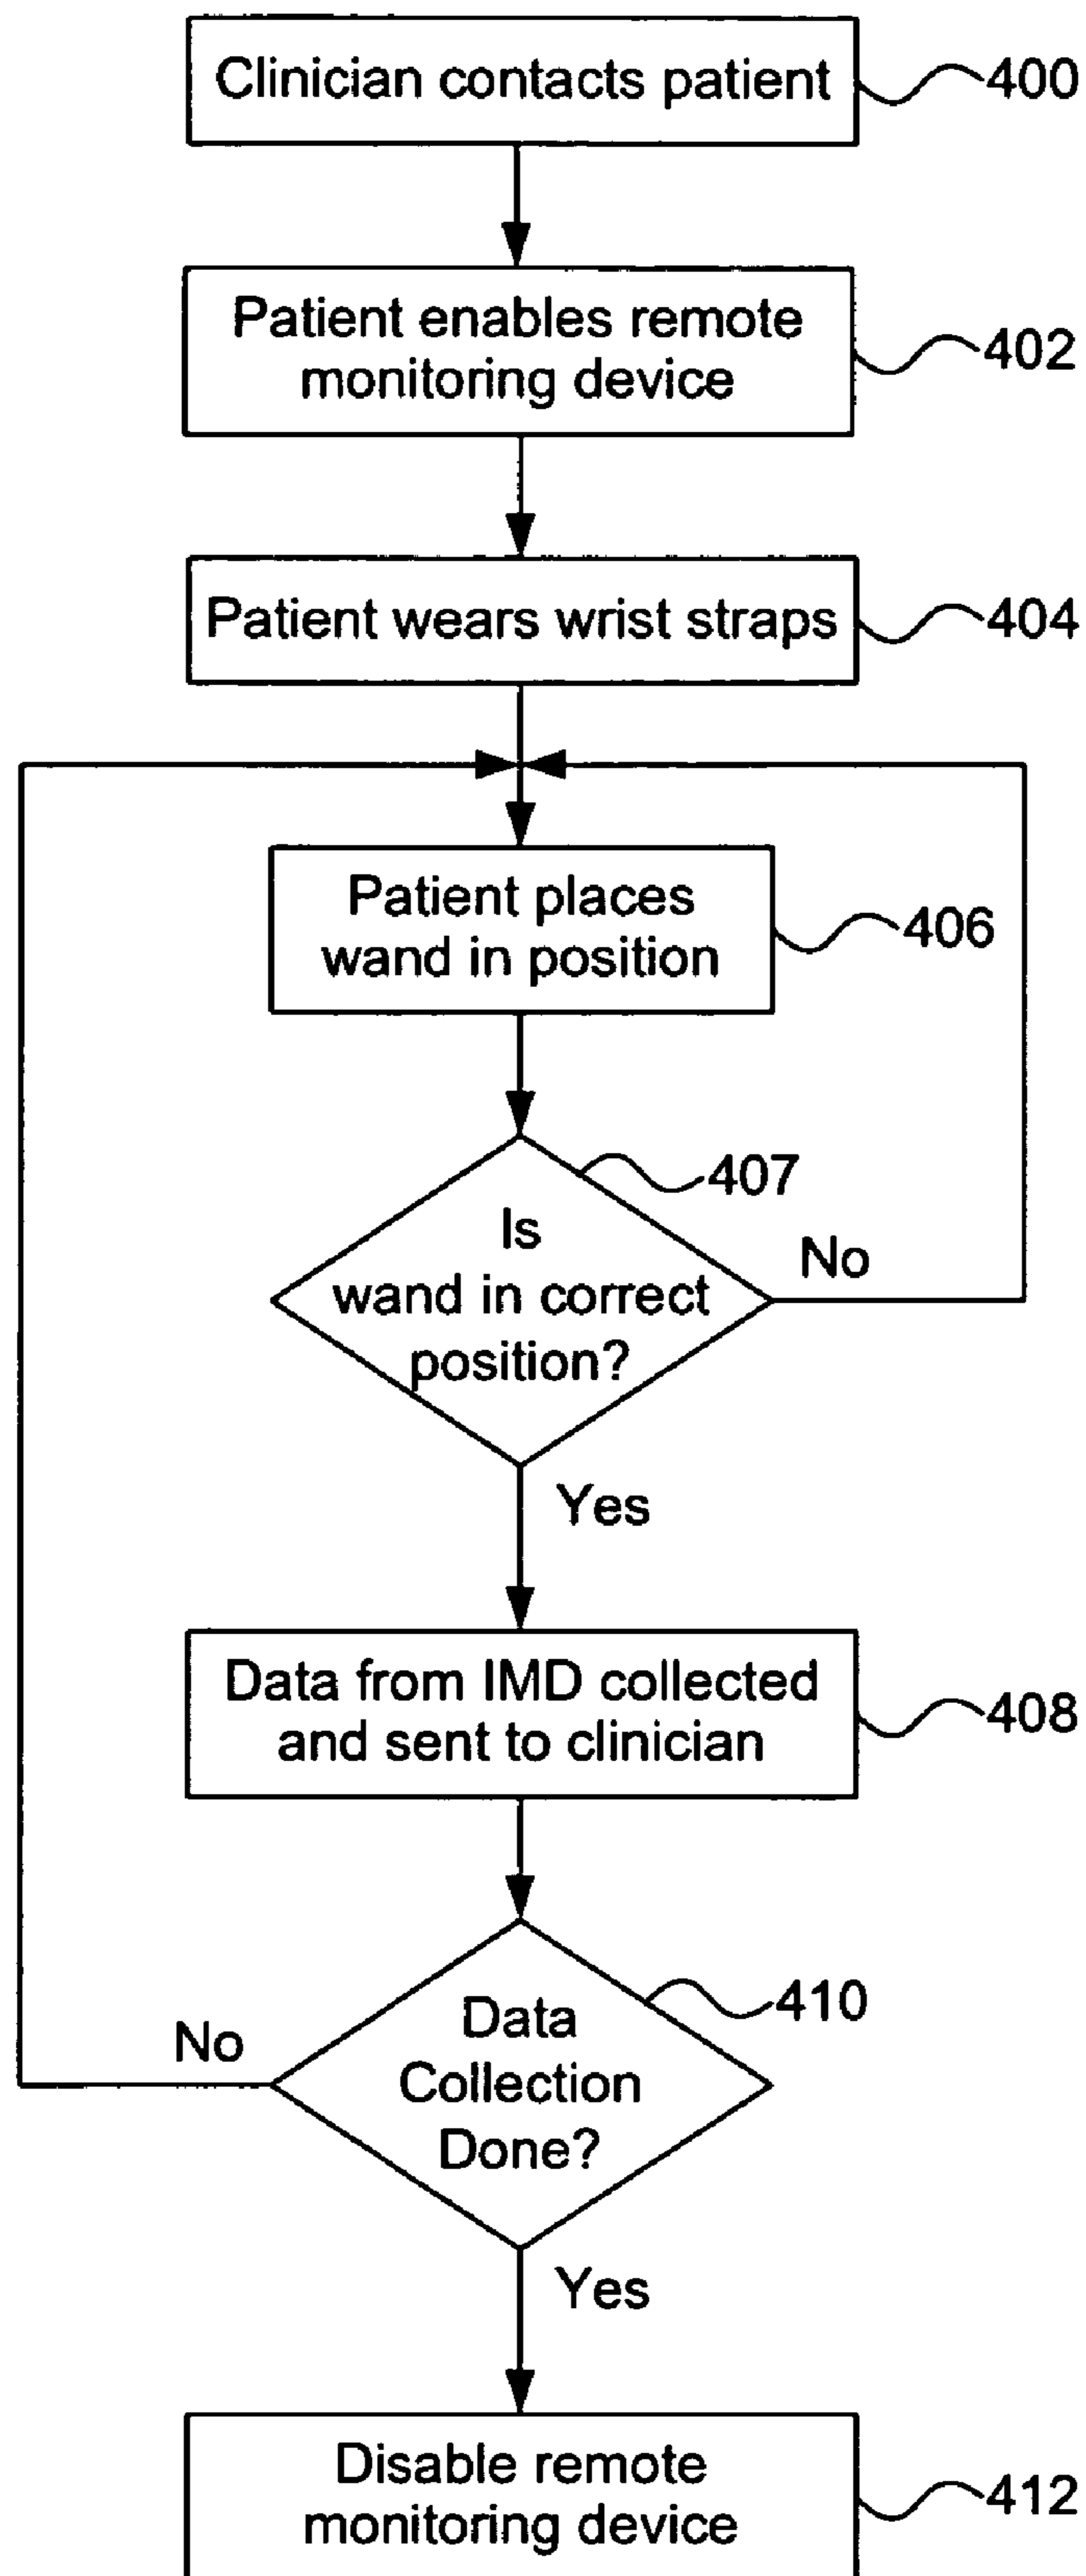 Clinician contacts patient
400
Patient enables remote
monitoring device
402
Patient wears wrist straps
404
Patient places
wand in position
406
407
Is
wand in correct
position?
No
Yes
Data from IMD collected
and sent to clinician
408
410
Data
Collection
Done?
No
Yes
Disable remote
monitoring device
412